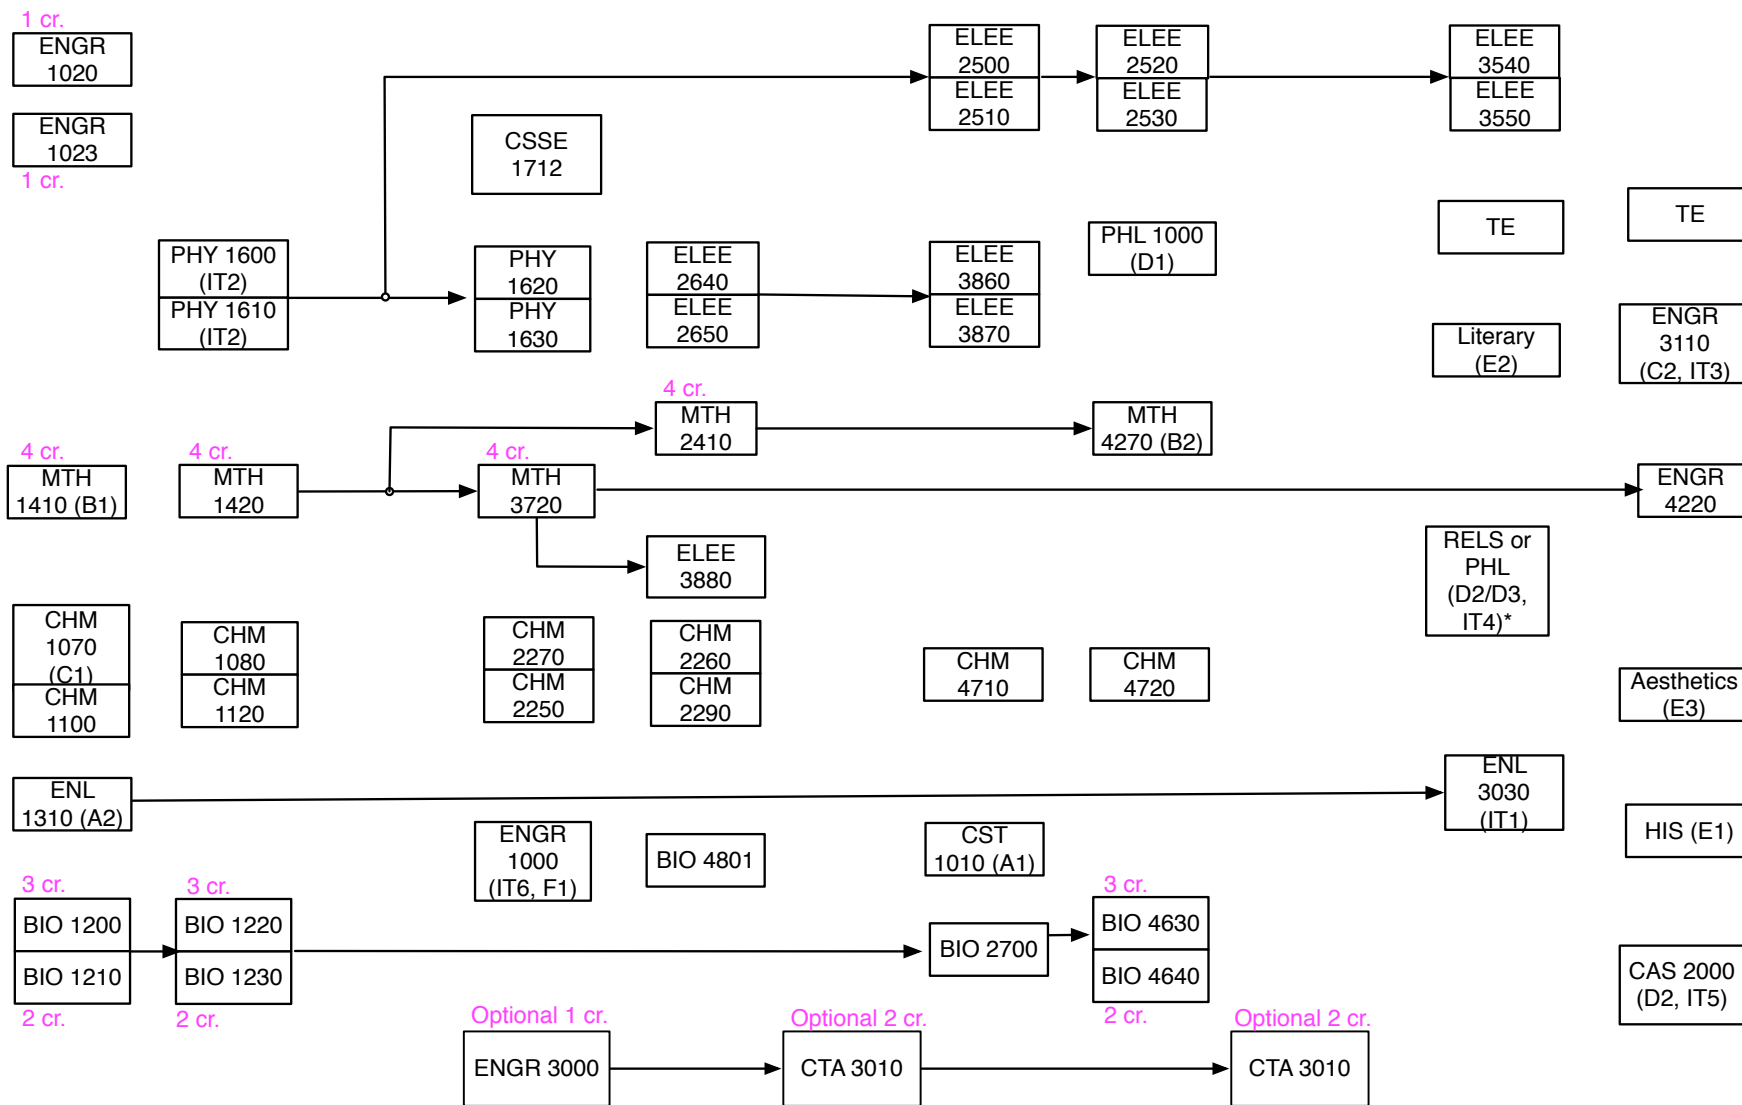 1 cr.
ENGR
1020
ENGR
1023
1 cr.
ELEE
2500
ELEE
2510
ELEE
2520
ELEE
2530
ELEE
3540
ELEE
3550
CSSE
1712
PHY 1600
(IT2)
PHY 1610
(IT2)
PHY
1620
PHY
1630
ELEE
2640
ELEE
2650
ELEE
3860
ELEE
3870
PHL 1000
(D1)
TE
TE
Literary
(E2)
ENGR
3110
(C2, IT3)
4 cr.
MTH
1410 (B1)
4 cr.
MTH
1420
4 cr.
MTH
3720
4 cr.
MTH
2410
MTH
4270 (B2)
ENGR
4220
ELEE
3880
RELS or
PHL
(D2/D3,
IT4)*
CHM
1070
(C1)
CHM
1100
CHM
1080
CHM
1120
CHM
2270
CHM
2250
CHM
2260
CHM
2290
CHM
4710
CHM
4720
Aesthetics
(E3)
ENL
1310 (A2)
ENL
3030
(IT1)
ENGR
1000
(IT6, F1)
BIO 4801
CST
1010 (A1)
HIS (E1)
3 cr.
BIO 1200
BIO 1210
2 cr.
3 cr.
BIO 1220
BIO 1230
2 cr.
BIO 2700
3 cr.
BIO 4630
BIO 4640
2 cr.
CAS 2000
(D2, IT5)
Optional 1 cr.
ENGR 3000
Optional 2 cr.
CTA 3010
Optional 2 cr.
CTA 3010